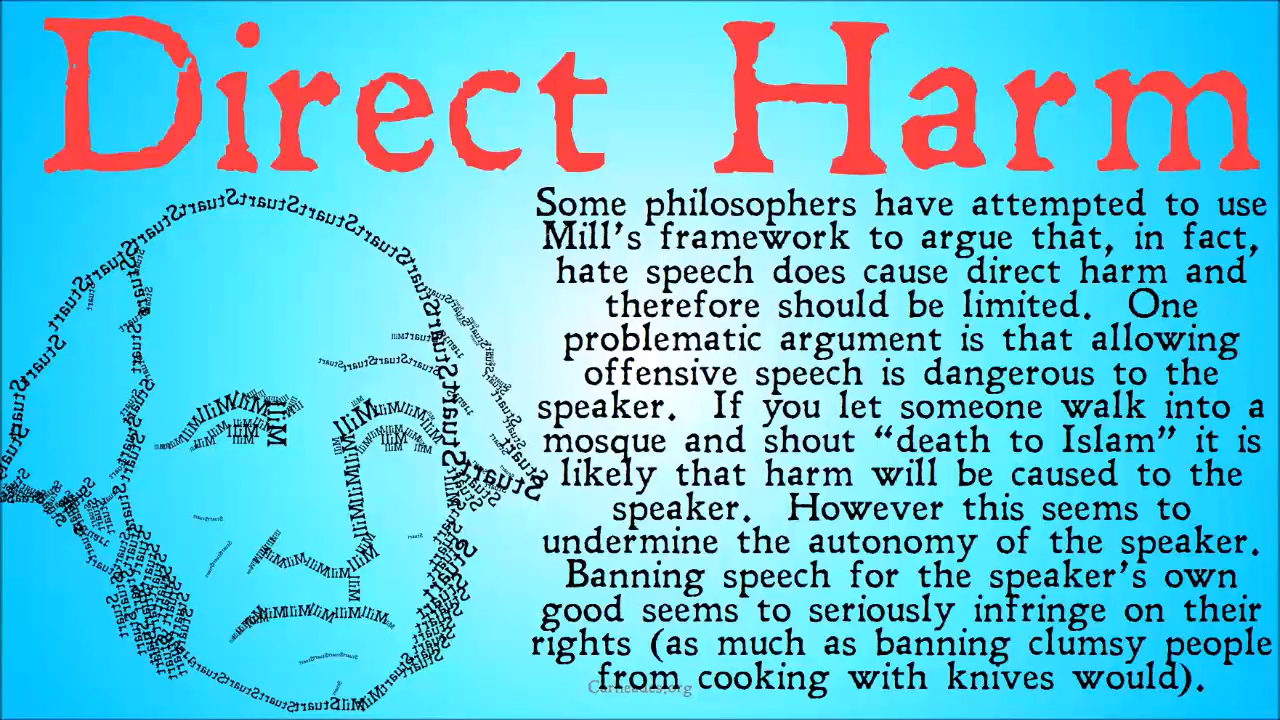 Direct Harm
Some philosophers have attempted to use
Mill's framework to argue that, in fact,
hate speech does cause direct harm and
therefore should be limited. One
problematic argument is that allowing
offensive speech is dangerous to the
speaker. If you let someone walk into a
mosque and shout “death to Islam” it is
likely that harm will be caused to the
speaker. However this seems to
undermine the autonomy of the speaker.
Banning speech for the speaker's own
good seems to seriously infringe on their
rights (as much as banning clumsy people
from cooking with knives would).
Carneades.org